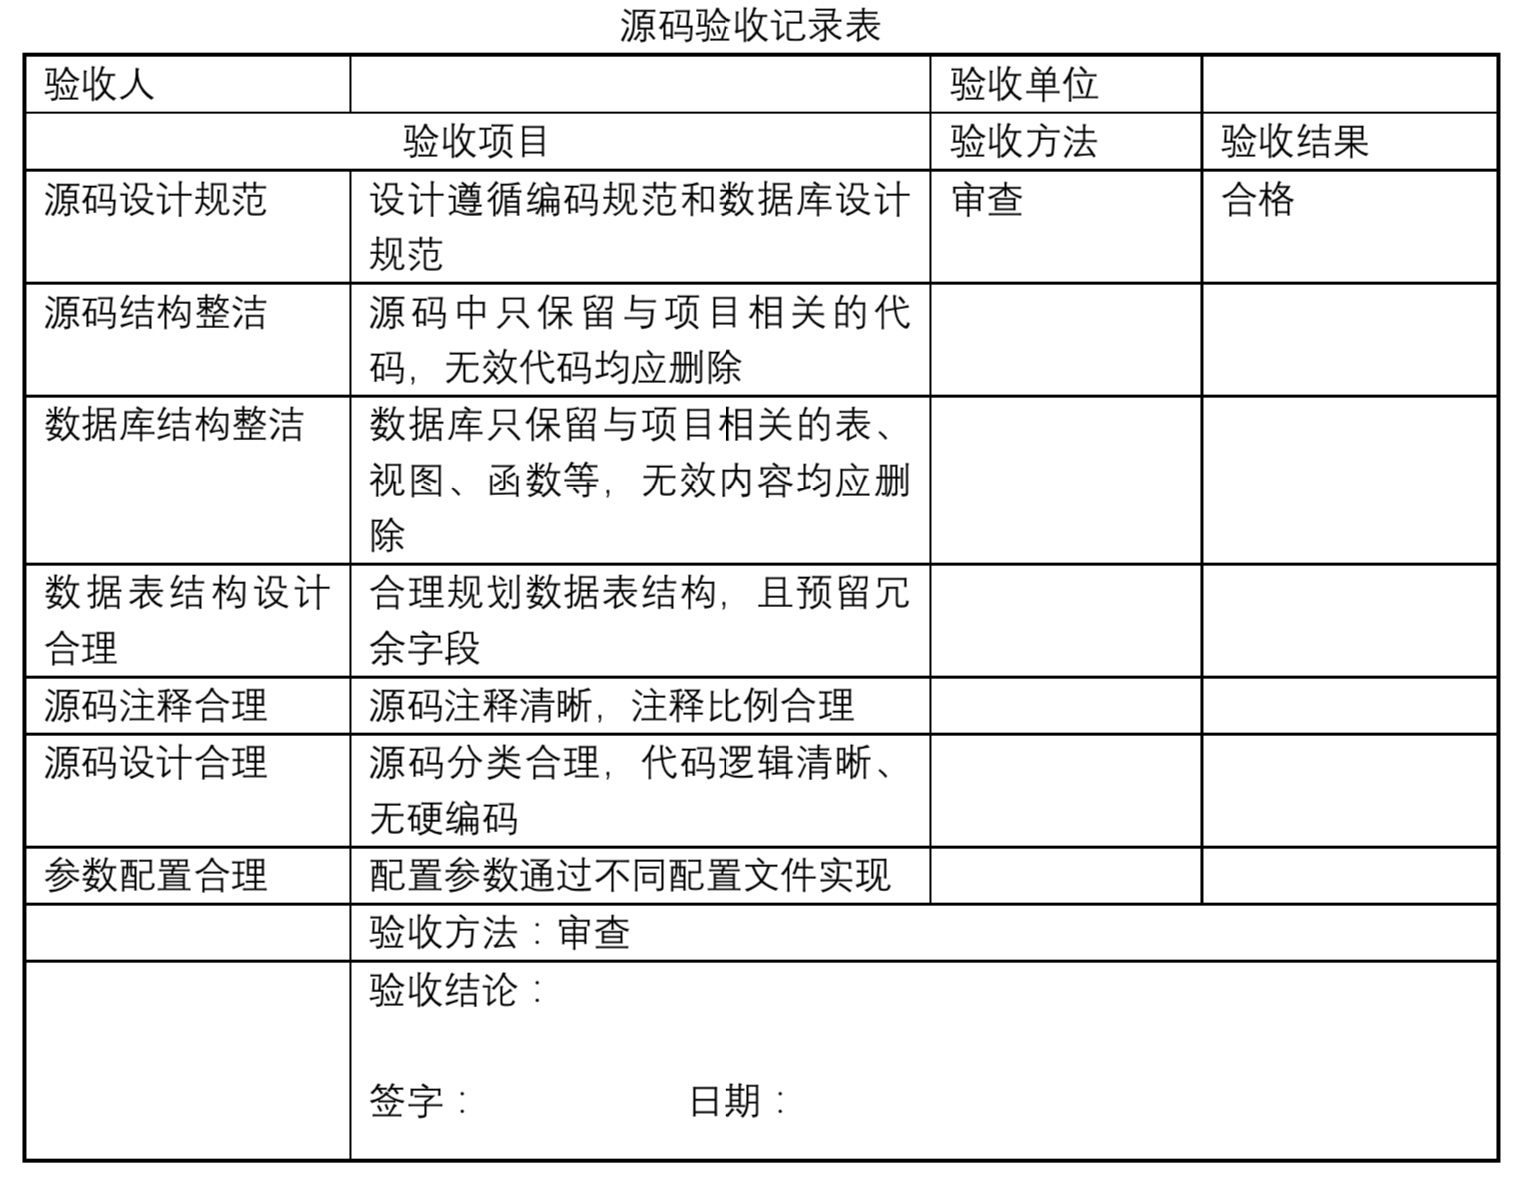 源码验收记录表
验收人 验收单位
验收项目 验收方法 验收结果
源码设计规范 设计遵循编码规范和数据库设计 审查 合格
规范
源码结构整洁 源码中只保留与项目相关的代
码，无效代码均应删除
数据库结构整洁 数据库只保留与项目相关的表、
视图、函数等，无效内容均应删
除
数据表结构设计 合理规划数据表结构，且预留冗
合理 余字段
源码注释合理 源码注释清晰，注释比例合理
源码设计合理 源码分类合理，代码逻辑清晰、
无硬编码
参数配置合理 配置参数通过不同配置文件实现
验收方法：审查
验收结论：
签字： 日期：